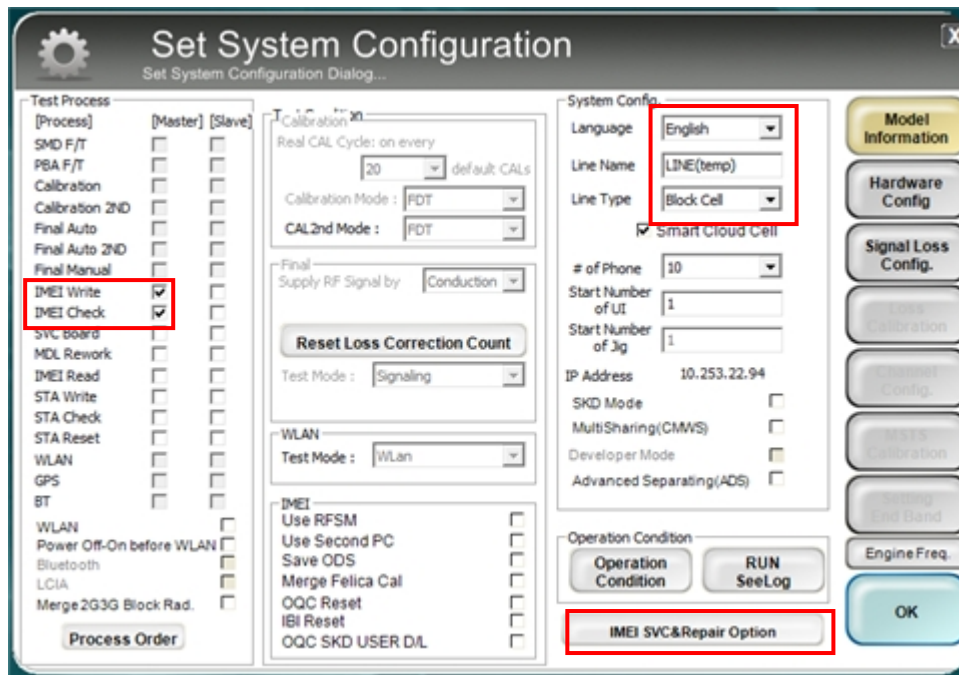 Set System Configuration
Set System Configuration Dialog...
X
Test Process
[Process] [Master] [Slave]
SMD F/T
PBA F/T
Calibration
Calibration 2ND
Final Auto
Final Auto 2ND
Final Manual
IMEI Write
IMEI Check
SVC Board
MDL Rework
IMEI Read
STA Write
STA Check
STA Reset
WLAN
GPS
BT
WLAN
Power Off-On before WLAN
Bluetooth
LCIA
Merge 2G3G Block Rad.
Process Order
Calibration
Real CAL Cycle: on every
20 default CALs
Calibration Mode : FDT
CAL2nd Mode : FDT
Final
Supply RF Signal by Conduction
Reset Loss Correction Count
Test Mode : Signaling
WLAN
Test Mode : WLan
IMEI
Use RFSM
Use Second PC
Save ODS
Merge Felica Cal
OQC Reset
IBI Reset
OQC SKD USER D/L
System Config.
Language English
Line Name LINE(temp)
Line Type Block Cell
Smart Cloud Cell
# of Phone 10
Start Number
of UI 1
Start Number
of Jig 1
IP Address 10.253.22.94
SKD Mode
MultiSharing(CMWS)
Developer Mode
Advanced Separating(ADS)
Operation Condition
Operation
Condition
RUN
SeeLog
IMEI SVC&Repair Option
Model
Information
Hardware
Config
Signal Loss
Config.
Loss
Calibration
Channel
Config.
MSTS
Calibration
Setting
End Band
Engine Freq.
OK